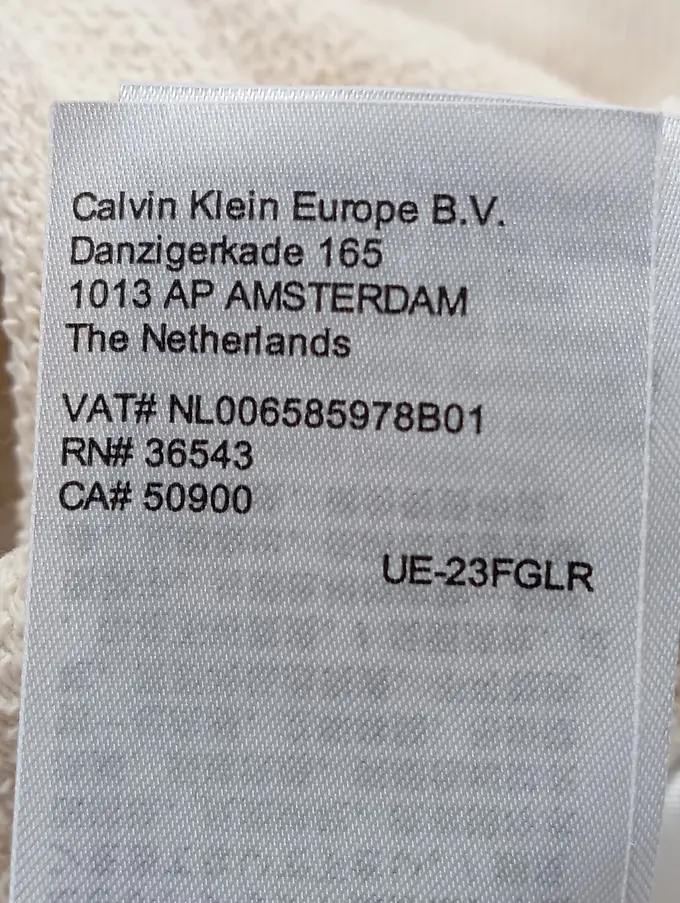 Calvin Klein Europe B.V.
Danzigerkade 165
1013 AP AMSTERDAM
The Netherlands
VAT# NL006585978B01
RN# 36543
CA# 50900
UE-23FGLR